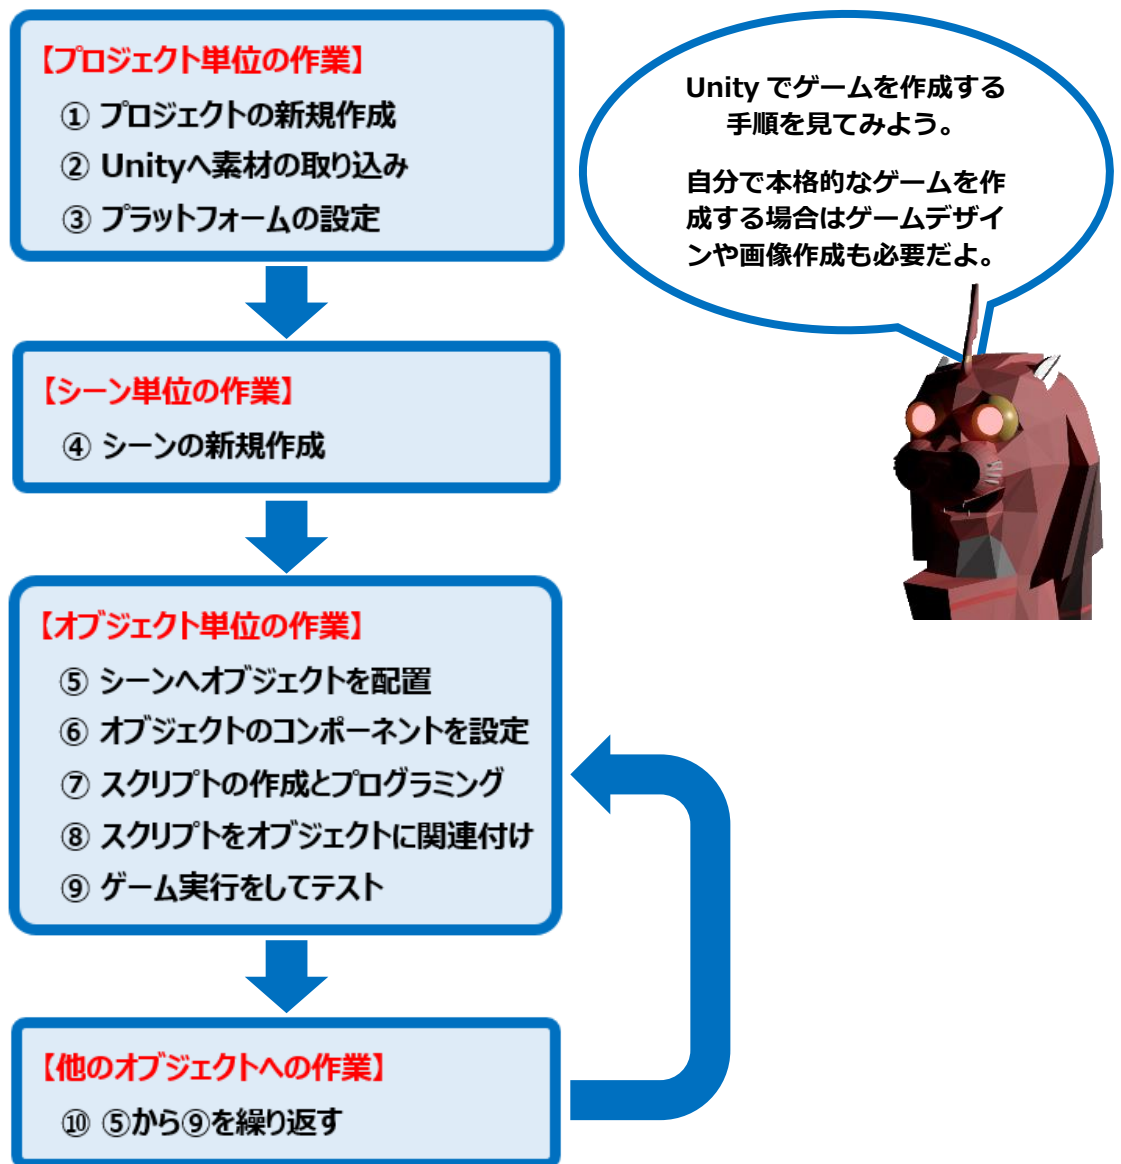 【プロジェクト単位の作業】
① プロジェクトの新規作成
② Unityへ素材の取り込み
③ プラットフォームの設定
Unity でゲームを作成する
手順を見てみよう。
自分で本格的なゲームを作
成する場合はゲームデザイ
ンや画像作成も必要だよ。
【シーン単位の作業】
④ シーンの新規作成
【オブジェクト単位の作業】
⑤ シーンへオブジェクトを配置
⑥ オブジェクトのコンポーネントを設定
⑦ スクリプトの作成とプログラミング
⑧ スクリプトをオブジェクトに関連付け
⑨ ゲーム実行をしてテスト
【他のオブジェクトへの作業】
⑩ ⑤から⑨を繰り返す